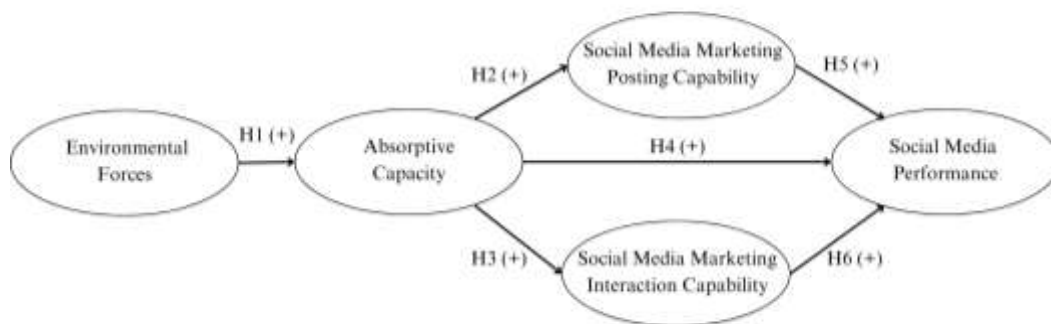 Environmental
Forces
H1 (+)
Absorptive
Capacity
H2 (+)
Social Media Marketing
Posting Capability
H5 (+)
H4 (+)
H3 (+)
Social Media Marketing
Interaction Capability
H6 (+)
Social Media
Performance